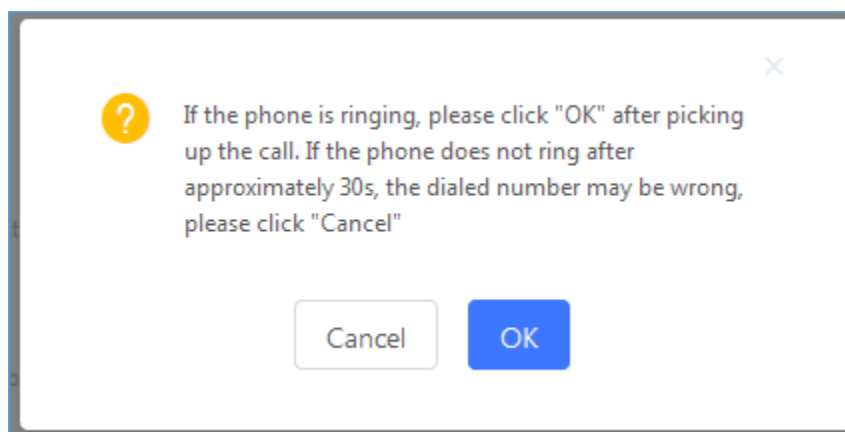 If the phone is ringing, please click "OK" after picking
up the call. If the phone does not ring after
approximately 30s, the dialed number may be wrong,
please click "Cancel"
Cancel
OK